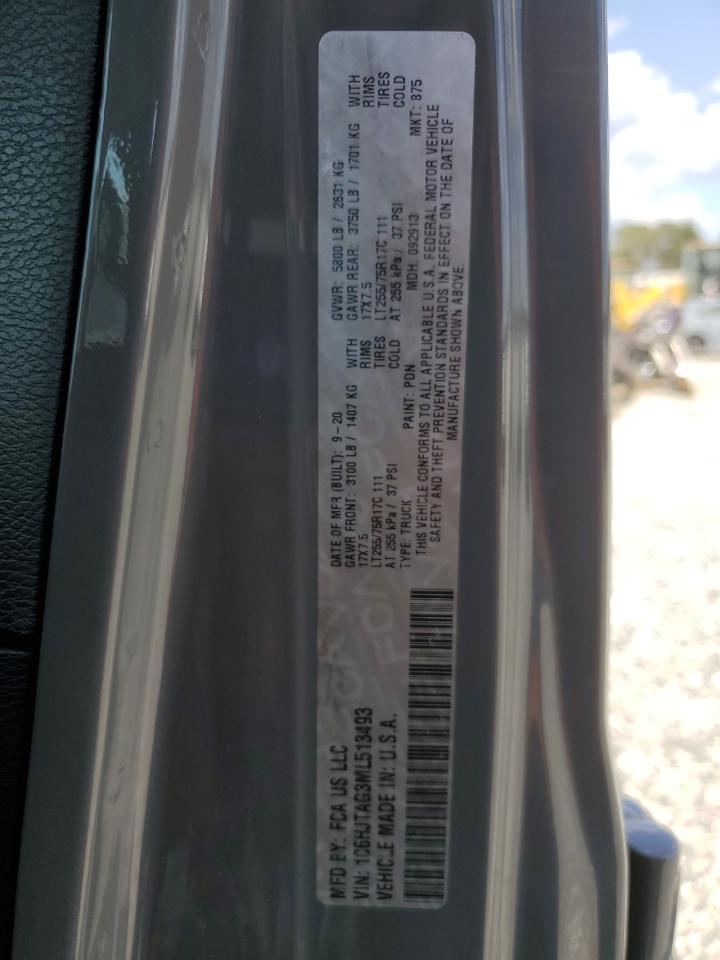 MFD BY: FCA US LLC
VIN: 1C6HJTAG3ML513493
VEHICLE MADE IN: U.S.A.
DATE OF MFR (BUILT): 9-20 GVWR: 5800 LB / 2631 KG
GAWR FRONT: 3100 LB / 1407 KG WITH GAWR REAR: 3750 LB / 1701 KG WITH
17X7.5 RIMS 17X7.5 RIMS
LT255/75R17C 111 TIRES LT255/75R17C 111 TIRES
AT 255 kPa / 37 PSI COLD AT 255 kPa / 37 PSI COLD
TYPE: TRUCK PAINT: PDN MDH: 092913 MKT: 875
THIS VEHICLE CONFORMS TO ALL APPLICABLE U.S.A. FEDERAL MOTOR VEHICLE
SAFETY AND THEFT PREVENTION STANDARDS IN EFFECT ON THE DATE OF
MANUFACTURE SHOWN ABOVE.